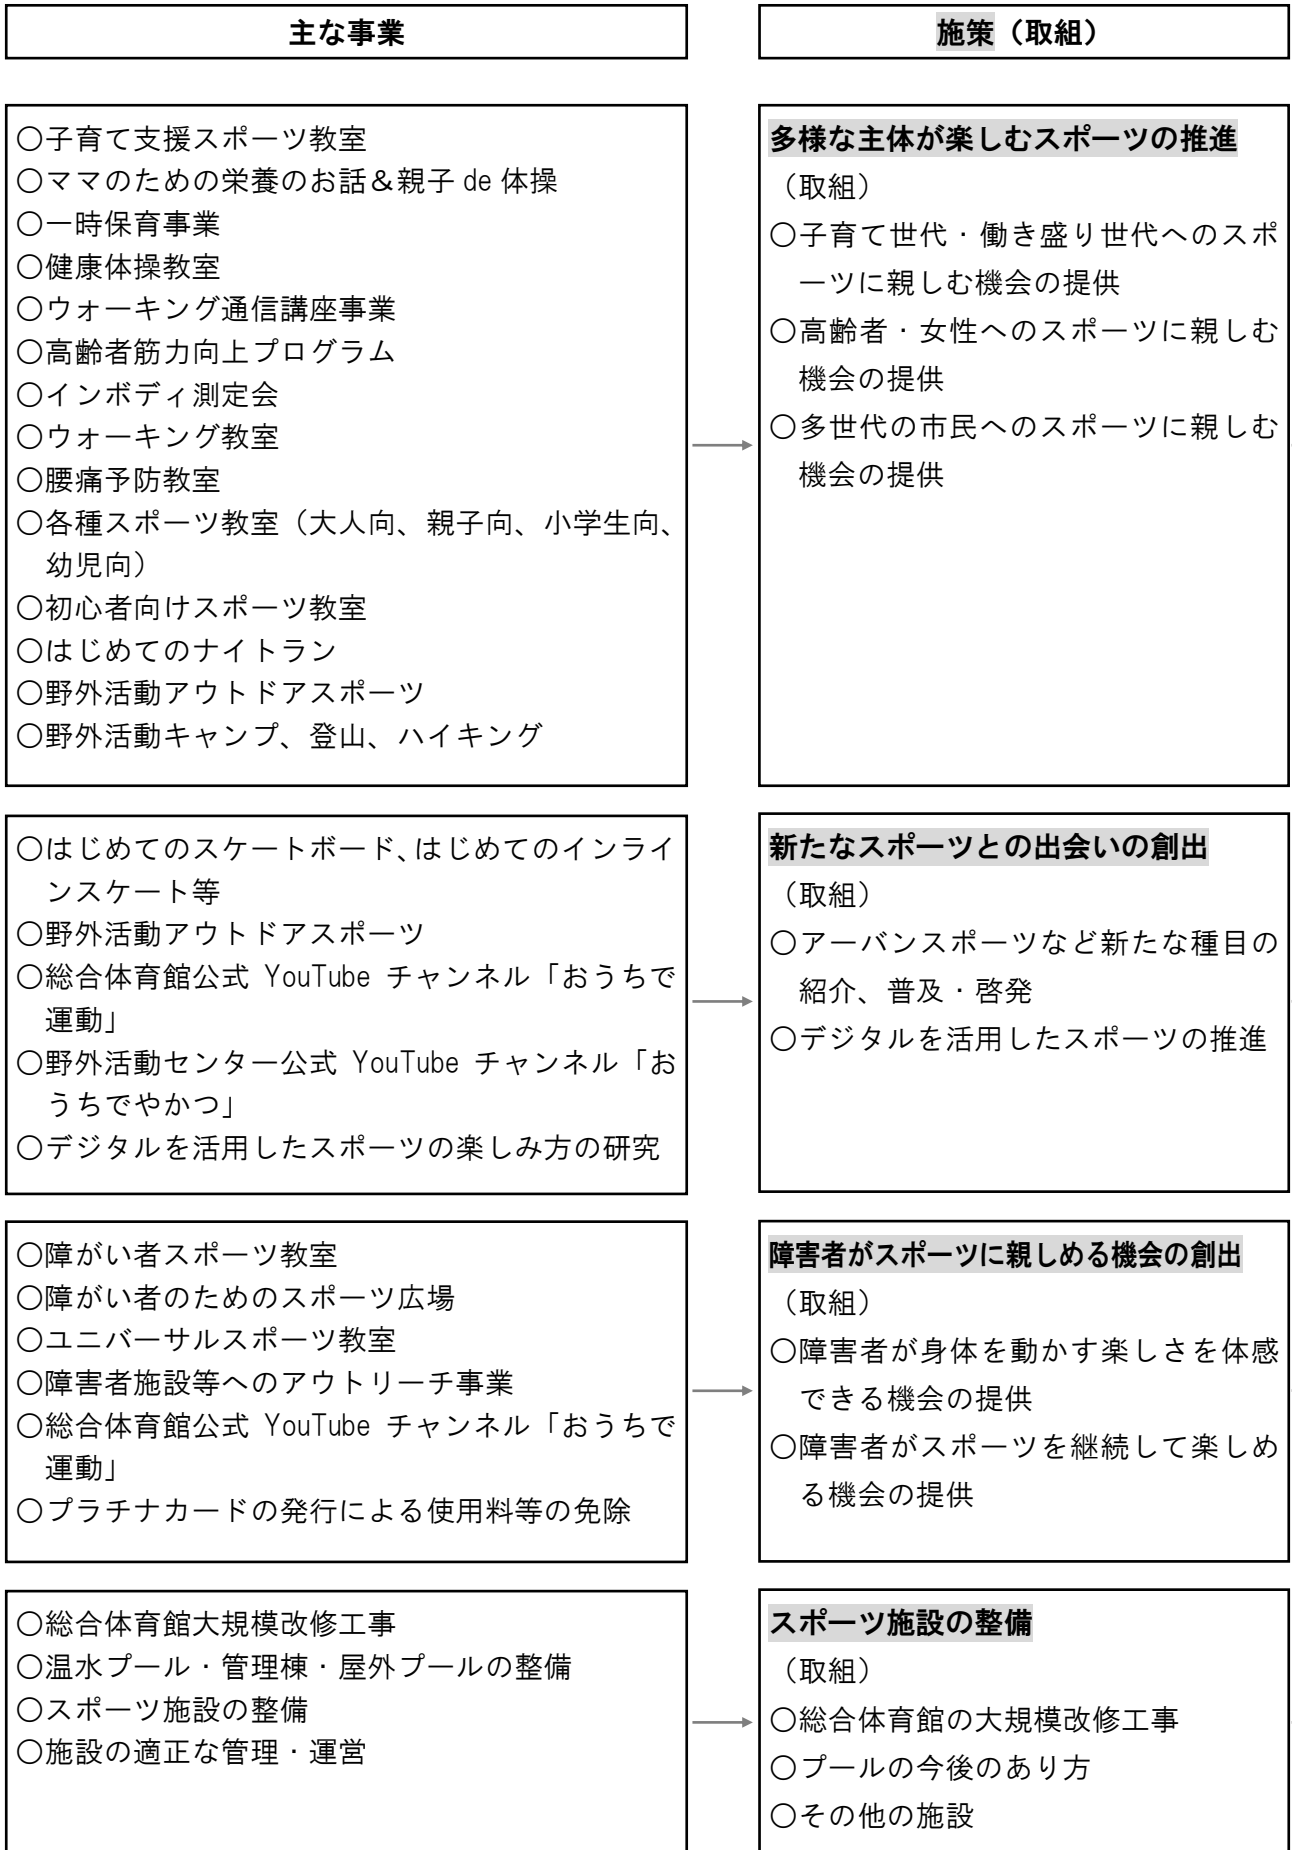 主な事業
施策（取組）
○子育て支援スポーツ教室
○ママのための栄養のお話＆親子 de 体操
○一時保育事業
○健康体操教室
○ウォーキング通信講座事業
○高齢者筋力向上プログラム
○インボディ測定会
○ウォーキング教室
○腰痛予防教室
○各種スポーツ教室（大人向、親子向、小学生向、
幼児向）
○初心者向けスポーツ教室
○はじめてのナイトラン
○野外活動アウトドアスポーツ
○野外活動キャンプ、登山、ハイキング
多様な主体が楽しむスポーツの推進
（取組）
○子育て世代・働き盛り世代へのスポ
ーツに親しむ機会の提供
○高齢者・女性へのスポーツに親しむ
機会の提供
○多世代の市民へのスポーツに親しむ
機会の提供
○はじめてのスケートボード、はじめてのインライ
ンスケート等
○野外活動アウトドアスポーツ
○総合体育館公式 YouTube チャンネル「おうちで
運動」
○野外活動センター公式 YouTube チャンネル「お
うちでやかつ」
○デジタルを活用したスポーツの楽しみ方の研究
新たなスポーツとの出会いの創出
（取組）
○アーバンスポーツなど新たな種目の
紹介、普及・啓発
○デジタルを活用したスポーツの推進
○障がい者スポーツ教室
○障がい者のためのスポーツ広場
○ユニバーサルスポーツ教室
○障害者施設等へのアウトリーチ事業
○総合体育館公式 YouTube チャンネル「おうちで
運動」
○プラチナカードの発行による使用料等の免除
障害者がスポーツに親しめる機会の創出
（取組）
○障害者が身体を動かす楽しさを体感
できる機会の提供
○障害者がスポーツを継続して楽しめ
る機会の提供
○総合体育館大規模改修工事
○温水プール・管理棟・屋外プールの整備
○スポーツ施設の整備
○施設の適正な管理・運営
スポーツ施設の整備
（取組）
○総合体育館の大規模改修工事
○プールの今後のあり方
○その他の施設